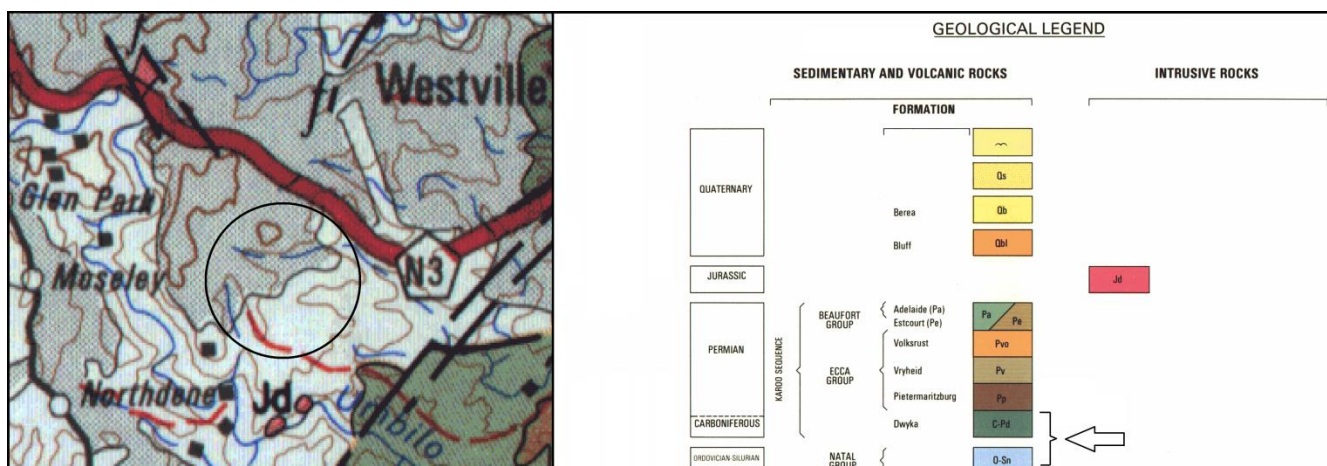 Westville
fl
Glen Park
Moseley
N3
Northdene
Jd
Umbilo
GEOLOGICAL LEGEND
SEDIMENTARY AND VOLCANIC ROCKS
INTRUSIVE ROCKS
FORMATION
QUATERNARY
Qs
Berea
Qb
Bluff
Qbl
JURASSIC
Jd
PERMIAN
KAROO SEQUENCE
BEAUFORT GROUP
Adelaide (Pa)
Estcourt (Pe)
Pa
Pe
ECCA GROUP
Volksrust
Pvo
Vryheid
Pv
Pietermaritzburg
Pp
CARBONIFEROUS
Dwyka
C-Pd
ORDOVICIAN-SILURIAN
NATAL GROUP
O-Sn